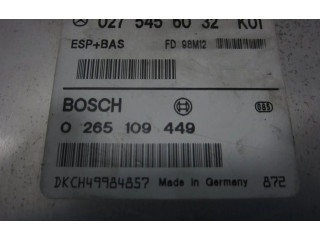 027 545 60 32 K01
ESP+BAS FD 98M12
BOSCH
0 265 109 449
DKCH49984857 Made in Germany 872